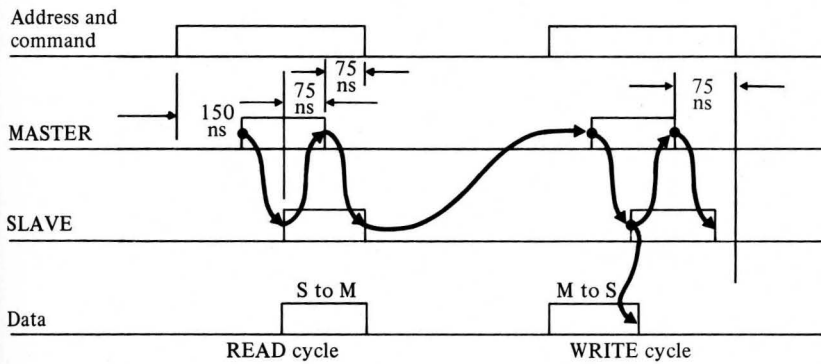 Address and
command
75
ns
75
ns
75
ns
150
ns
MASTER
SLAVE
S to M
M to S
Data
READ cycle
WRITE cycle